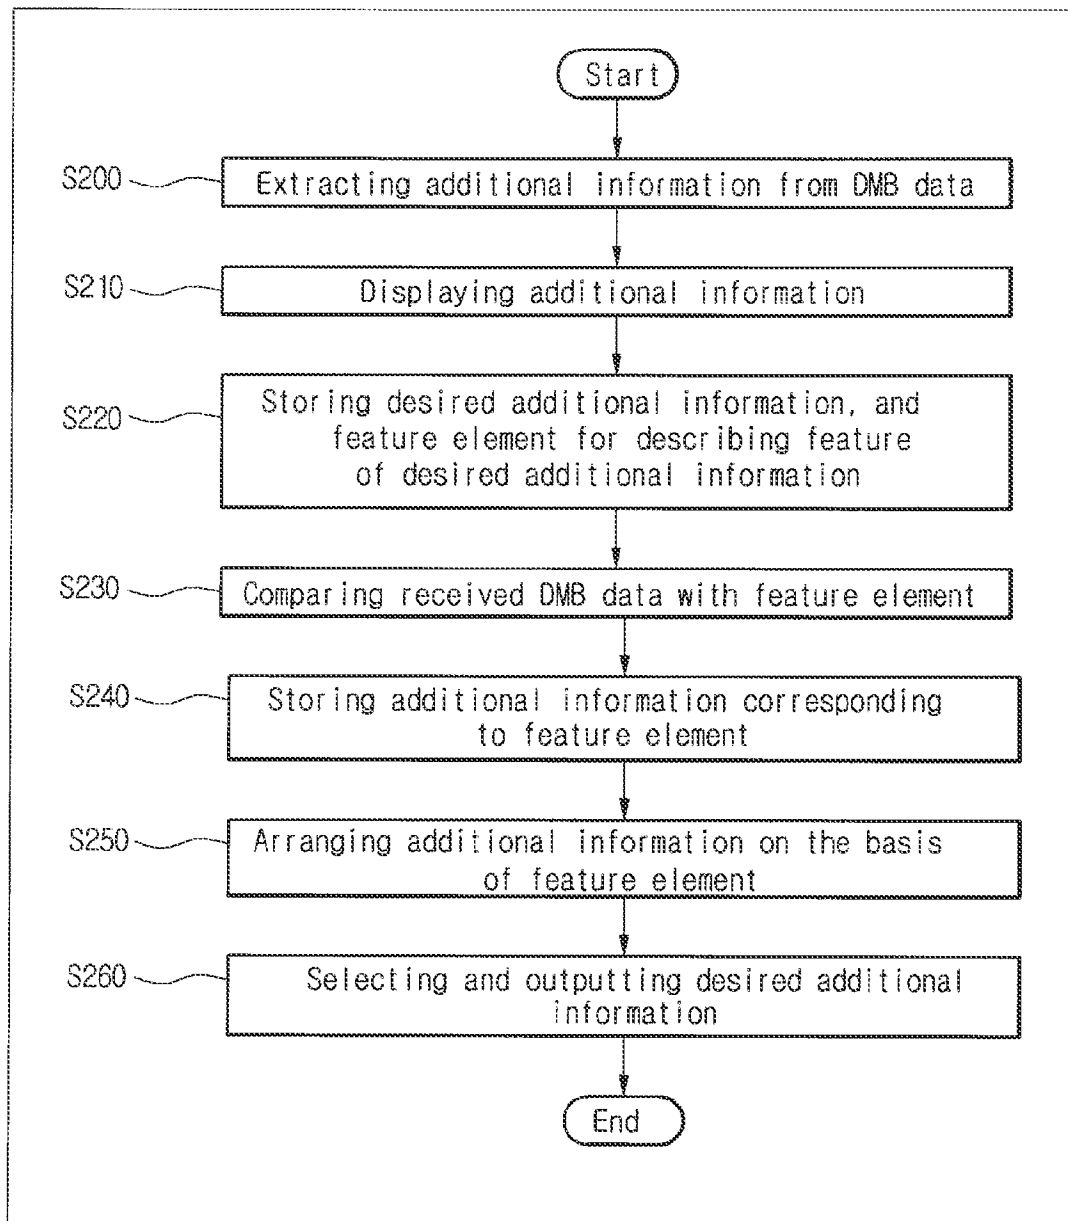 Start
S200
Extracting additional information from DMB data
S210
Displaying additional information
S220
Storing desired additional information, and
feature element for describing feature
of desired additional information
S230
Comparing received DMB data with feature element
S240
Storing additional information corresponding
to feature element
S250
Arranging additional information on the basis
of feature element
S260
Selecting and outputting desired additional
information
End